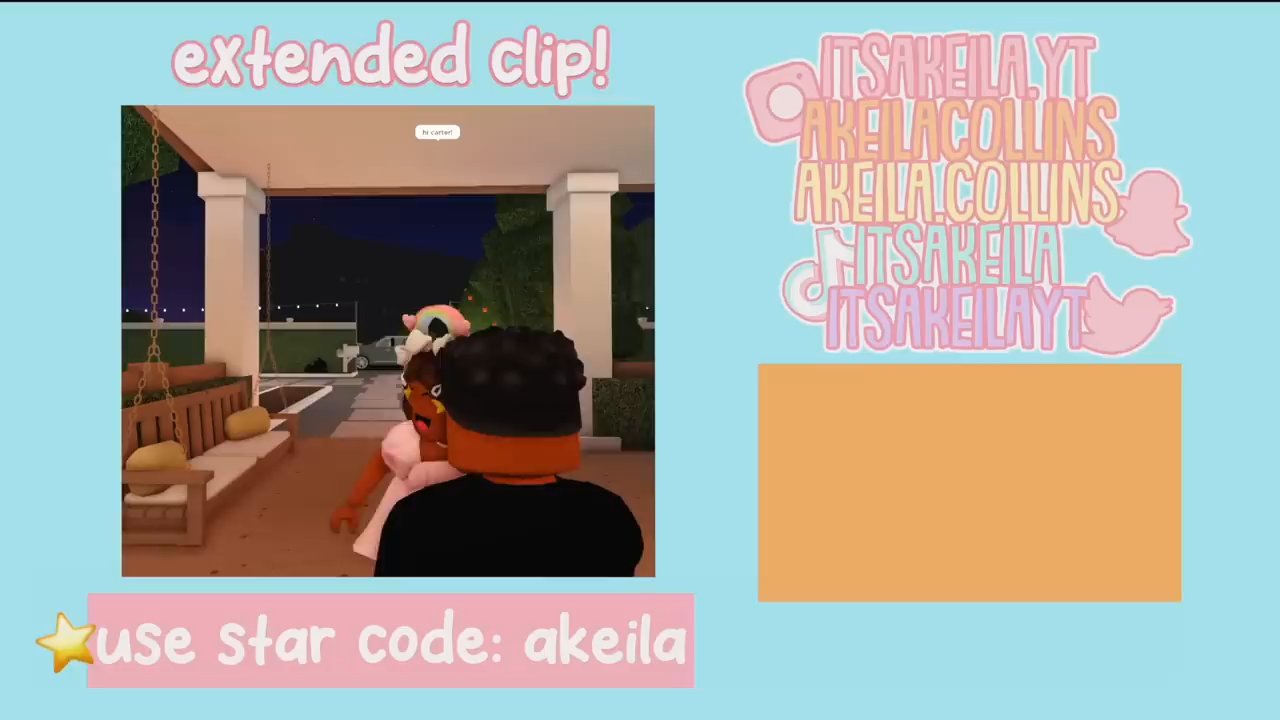 extended clip!
hi carter!
use star code: akeila
ITSAKEILA.YT
AKEILACOLLINS
AKEILA.COLLINS
ITSAKEILA
ITSAKEILAYT